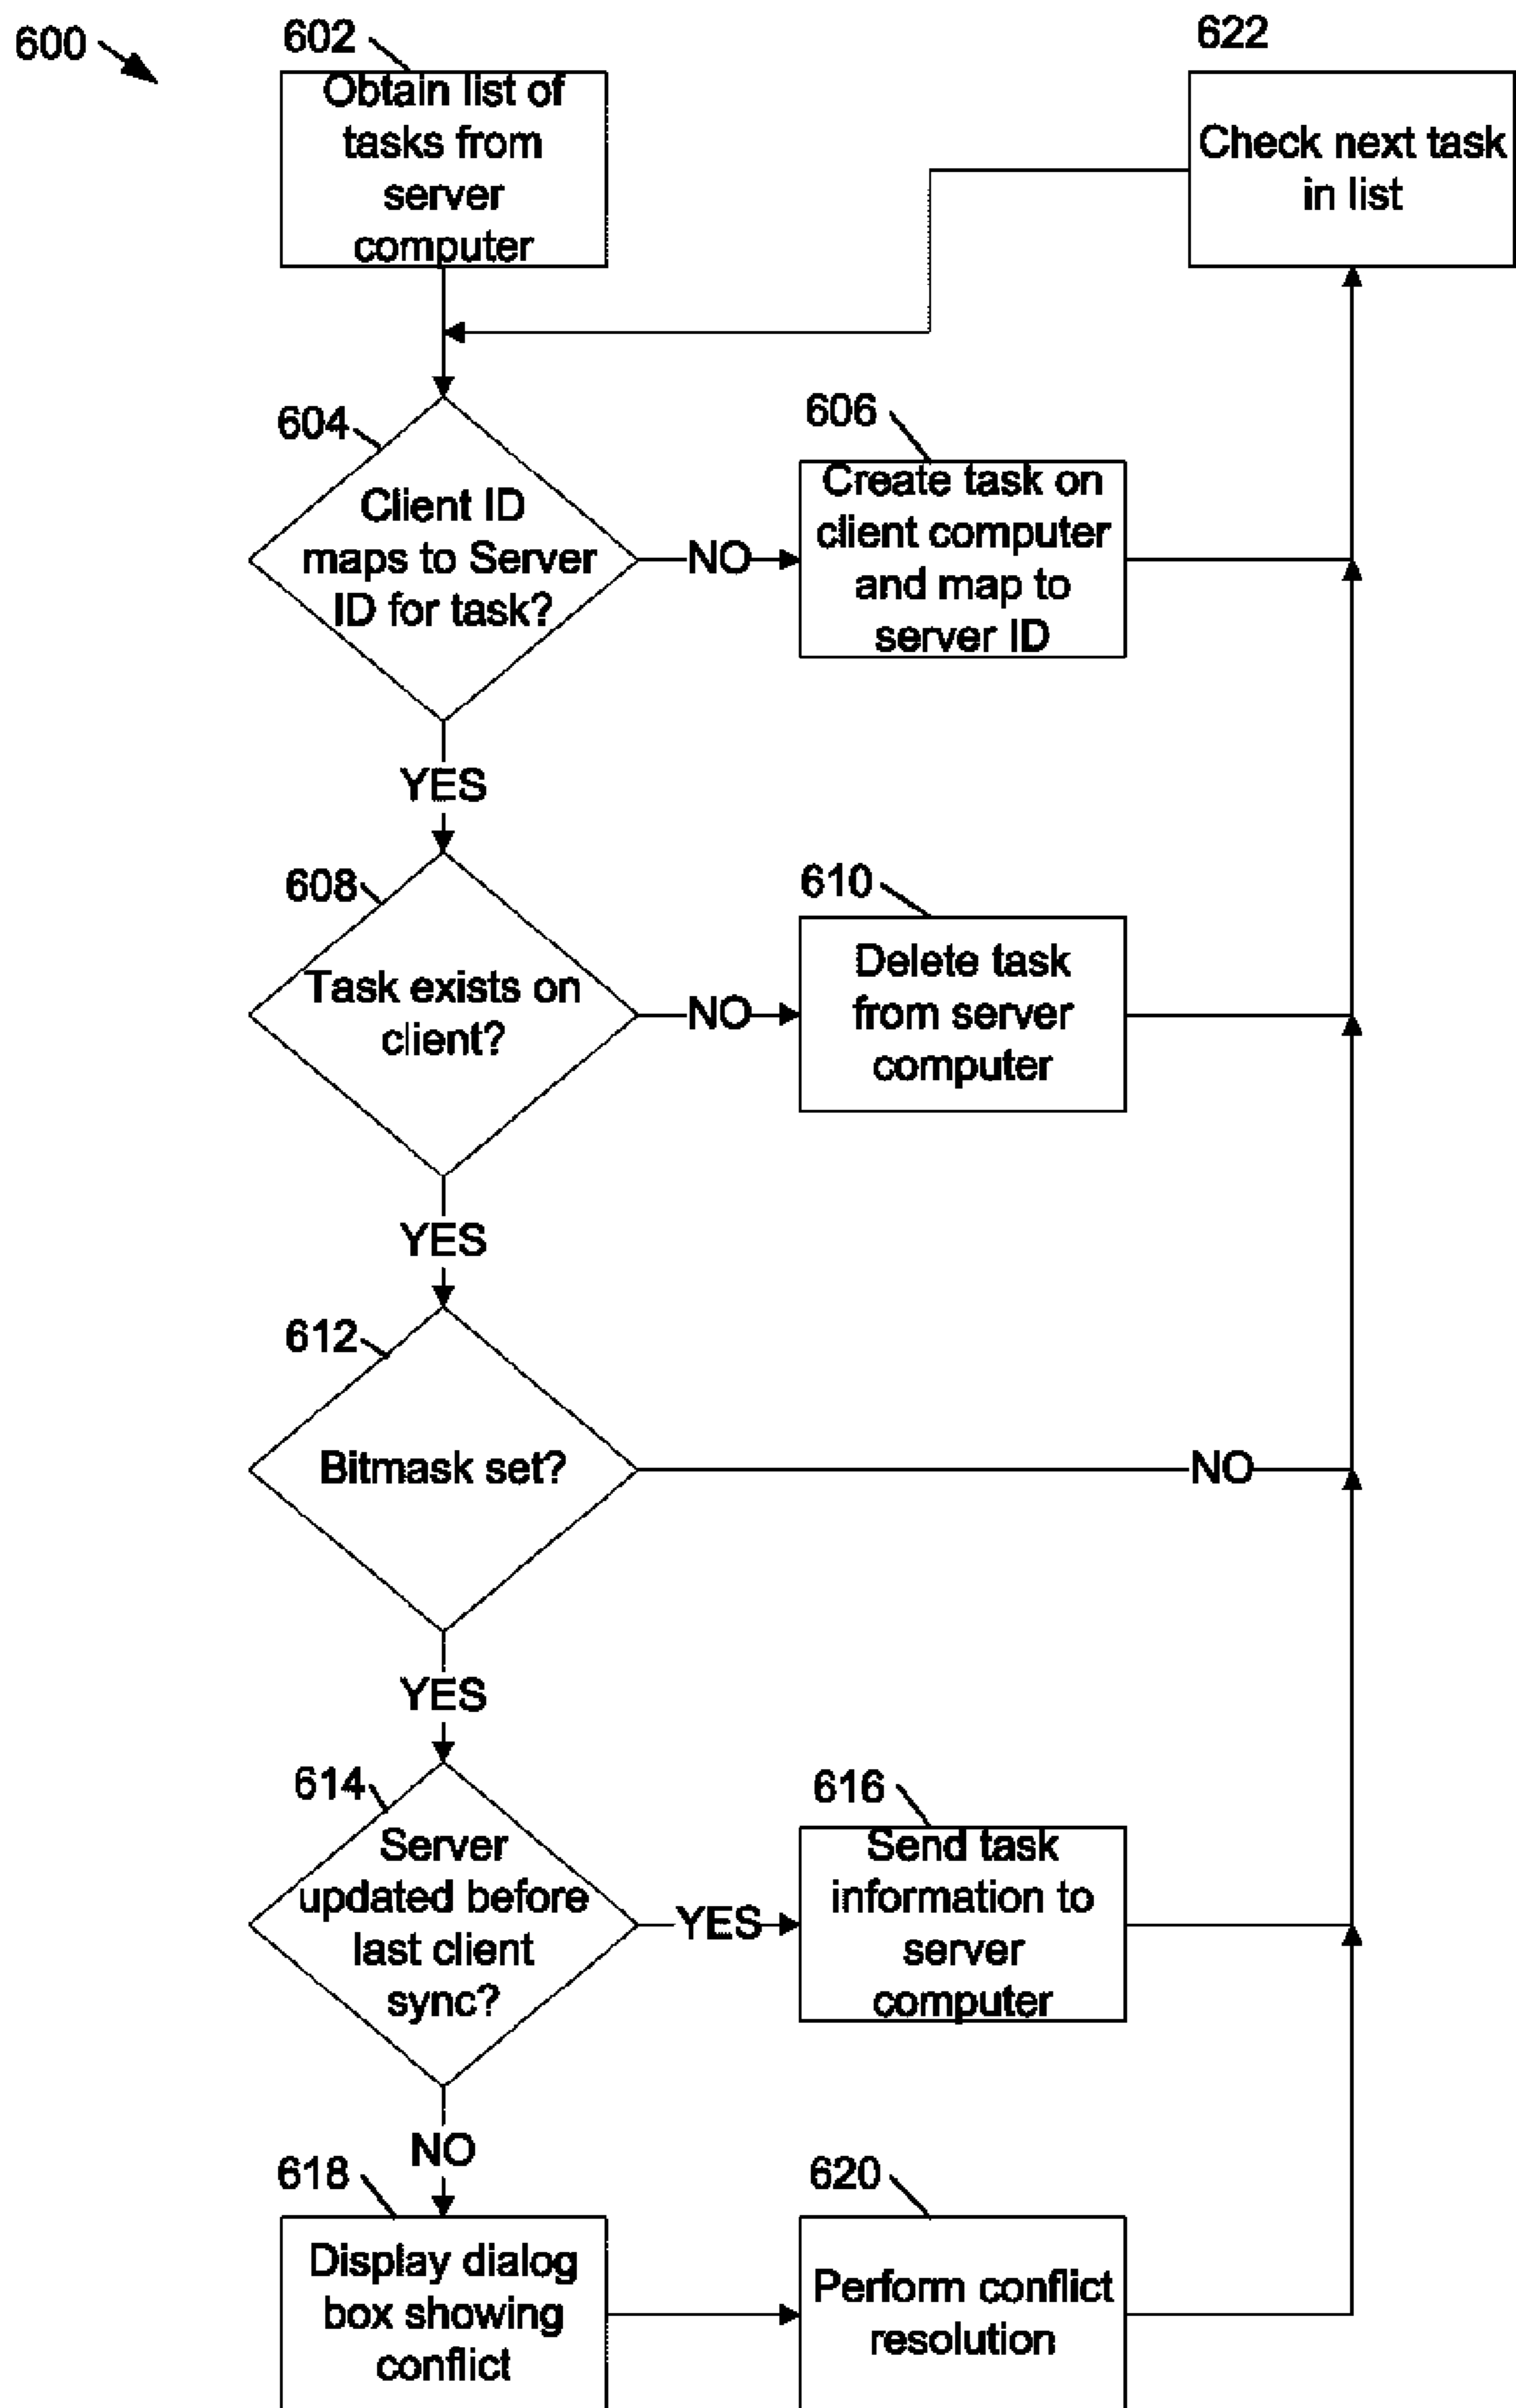 600
602
Obtain list of
tasks from
server
computer
622
Check next task
in list
604
Client ID
maps to Server
ID for task?
NO
606
Create task on
client computer
and map to
server ID
YES
608
Task exists on
client?
NO
610
Delete task
from server
computer
YES
612
Bitmask set?
NO
YES
614
Server
updated before
last client
sync?
YES
616
Send task
information to
server
computer
NO
618
Display dialog
box showing
conflict
620
Perform conflict
resolution